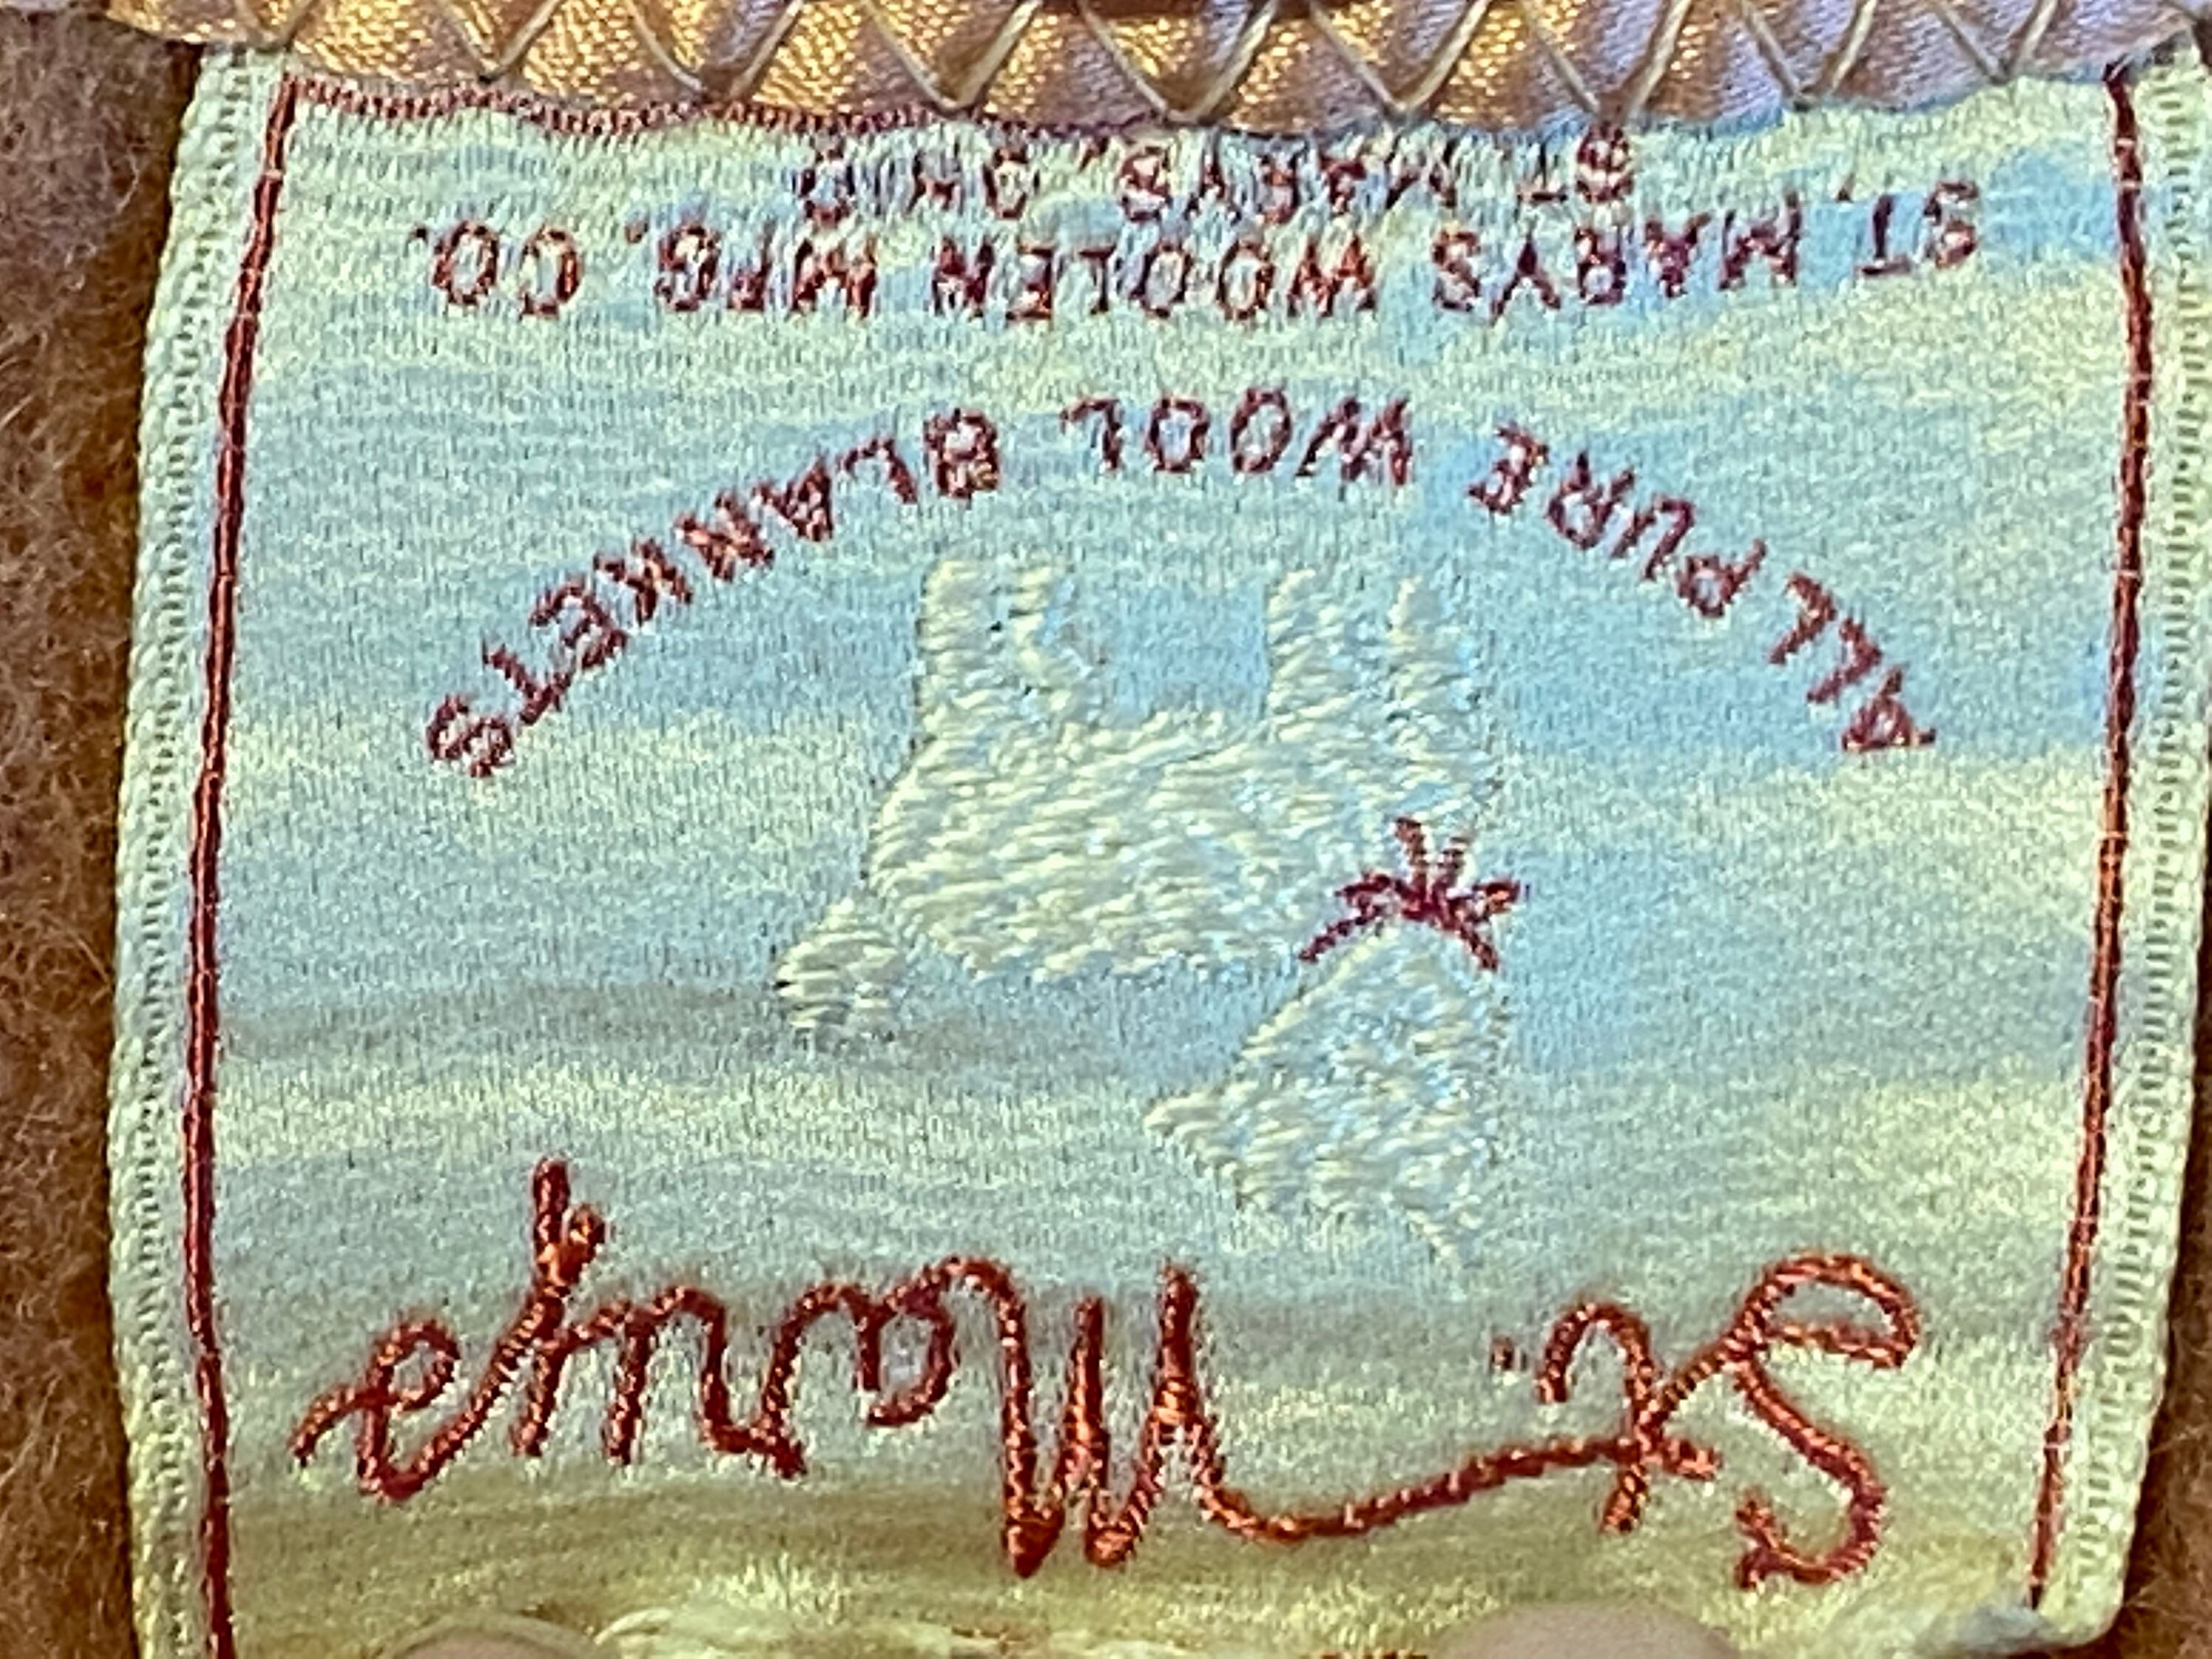 St. Marys
ALL PURE WOOL BLANKETS
ST. MARYS WOOLEN MFG. CO.
ST. MARYS, OHIO